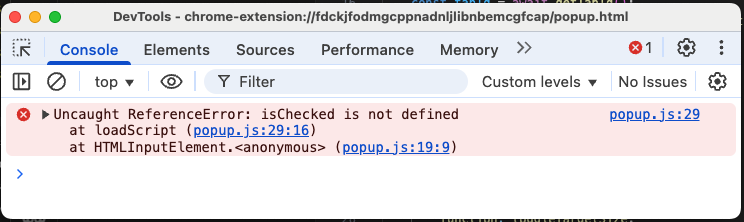 DevTools - chrome-extension://fdckjfodmgcppnadnljlibnbemcgfcap/popup.html
Console Elements Sources Performance Memory >> 1
top Filter Custom levels No Issues
Uncaught ReferenceError: isChecked is not defined popup.js:29
at loadScript (popup.js:29:16)
at HTMLInputElement.<anonymous> (popup.js:19:9)
>